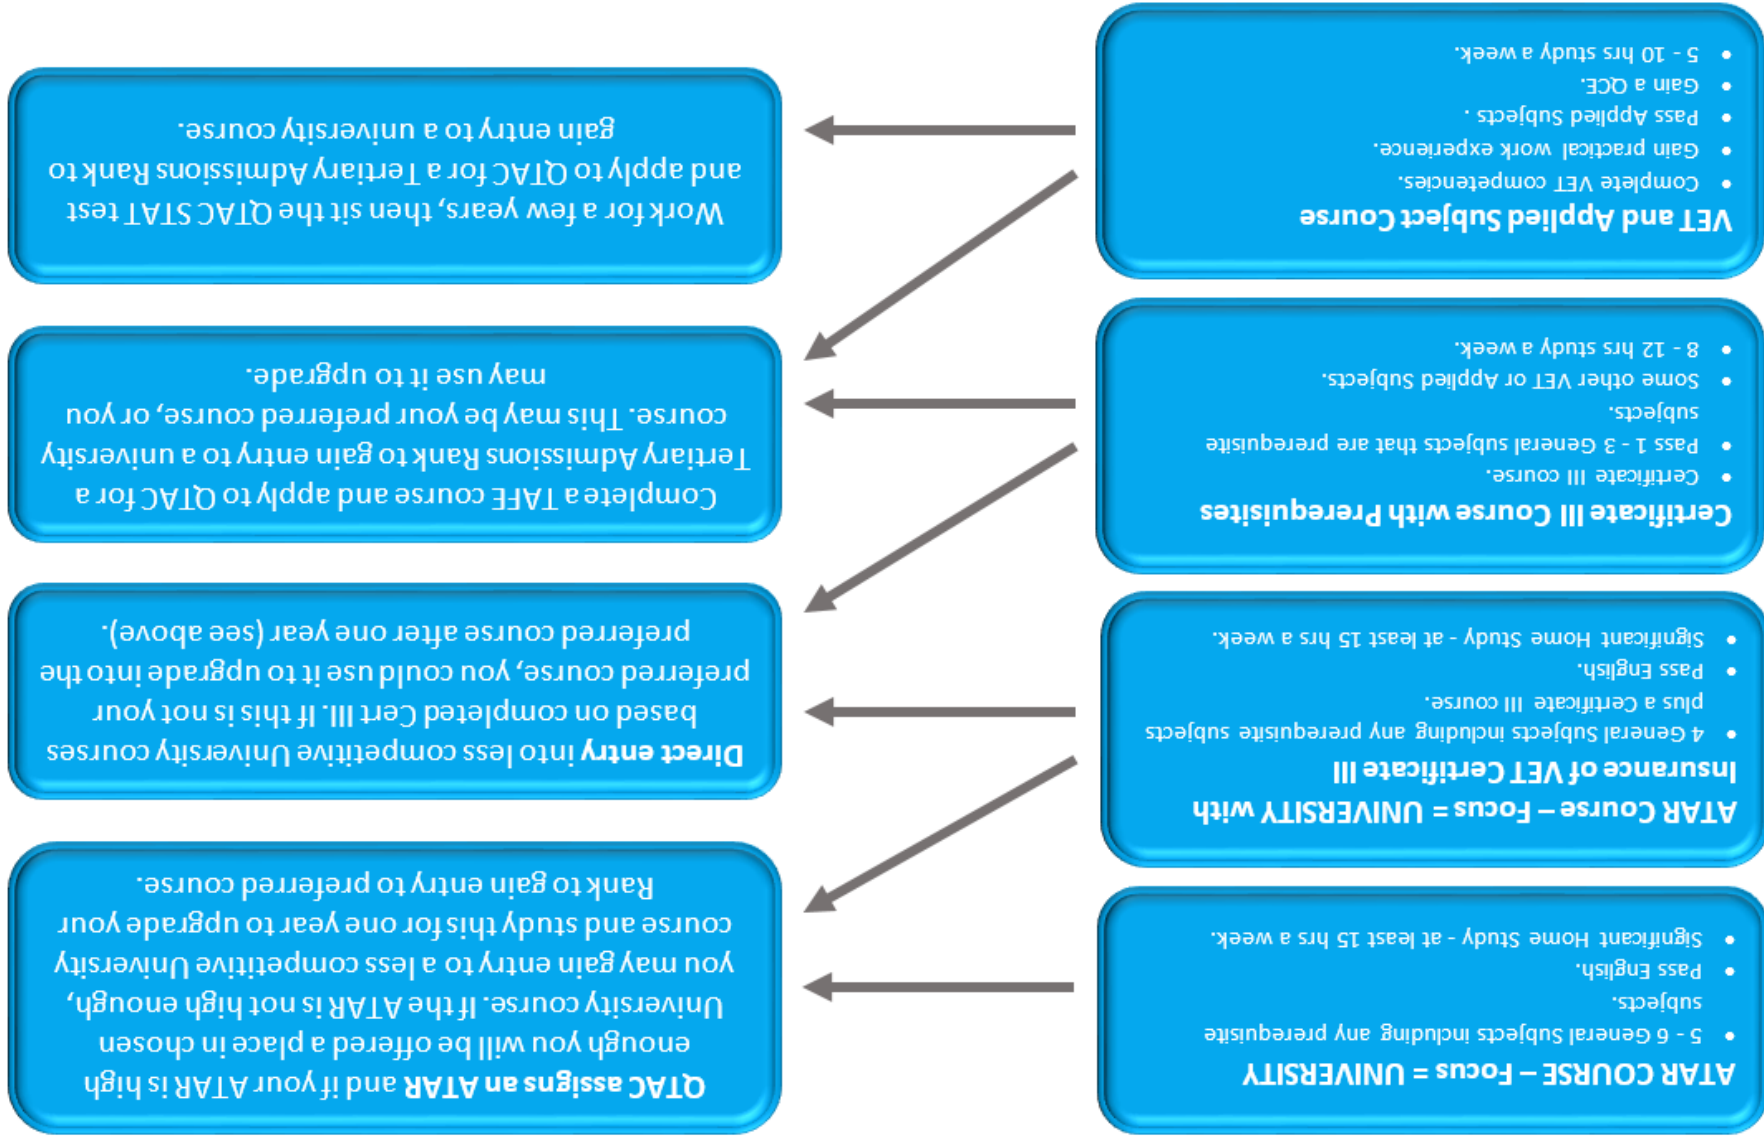 ATAR COURSE – Focus = UNIVERSITY
• 5 - 6 General Subjects including any prerequisite
subjects.
• Pass English.
• Significant Home Study - at least 15 hrs a week.
QTAC assigns an ATAR and if your ATAR is high
enough you will be offered a place in chosen
University course. If the ATAR is not high enough,
you may gain entry to a less competitive University
course and study this for one year to upgrade your
Rank to gain entry to preferred course.
ATAR Course – Focus = UNIVERSITY with
Insurance of VET Certificate III
• 4 General Subjects including any prerequisite subjects
plus a Certificate III course.
• Pass English.
• Significant Home Study - at least 15 hrs a week.
Direct entry into less competitive University courses
based on completed Cert III. If this is not your
preferred course, you could use it to upgrade into the
preferred course after one year (see above).
Certificate III Course with Prerequisites
• Certificate III course.
• Pass 1 - 3 General subjects that are prerequisite
subjects.
• Some other VET or Applied Subjects.
• 8 - 12 hrs study a week.
Complete a TAFE course and apply to QTAC for a
Tertiary Admissions Rank to gain entry to a university
course. This may be your preferred course, or you
may use it to upgrade.
VET and Applied Subject Course
• Complete VET competencies.
• Gain practical work experience.
• Pass Applied Subjects .
• Gain a QCE.
• 5 - 10 hrs study a week.
Work for a few years, then sit the QTAC STAT test
and apply to QTAC for a Tertiary Admissions Rank to
gain entry to a university course.